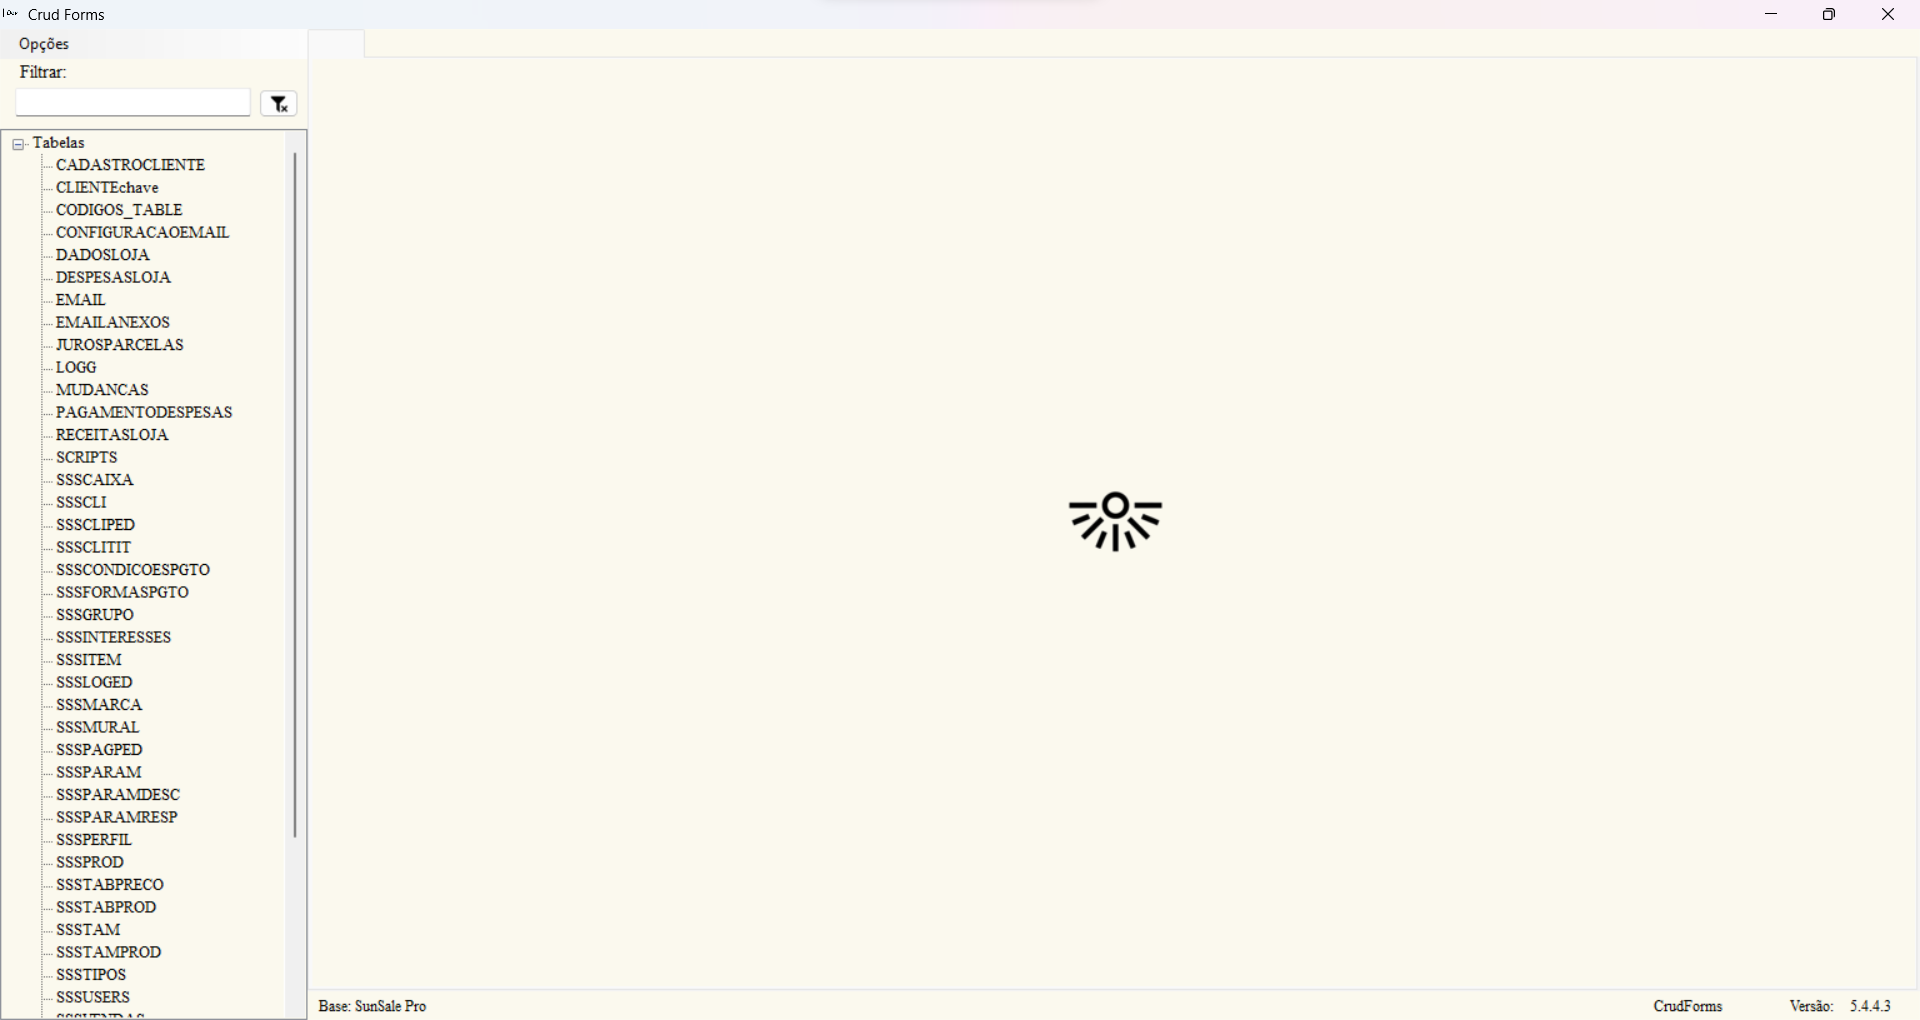 Crud Forms
Opções
Filtrar:
Tabelas
CADASTROCLIENTE
CLIENTEchave
CODIGOS_TABLE
CONFIGURACAOEMAIL
DADOSLOJA
DESPESASLOJA
EMAIL
EMAILANEXOS
JUROSPARCELAS
LOGG
MUDANCAS
PAGAMENTODESPESAS
RECEITASLOJA
SCRIPTS
SSSCAIXA
SSSCLI
SSSCLIPED
SSSCLITIT
SSSCONDICOESPGTO
SSSFORMASPGTO
SSSGRUPO
SSSINTERESSES
SSSITEM
SSSLOGED
SSSMARCA
SSSMURAL
SSSPAGPED
SSSPARAM
SSSPARAMDESC
SSSPARAMRESP
SSSPERFIL
SSSPROD
SSSTABPRECO
SSSTABPROD
SSSTAM
SSSTAMPROD
SSSTIPOS
SSSUSERS
Base: SunSale Pro
CrudForms
Versão: 5.4.4.3